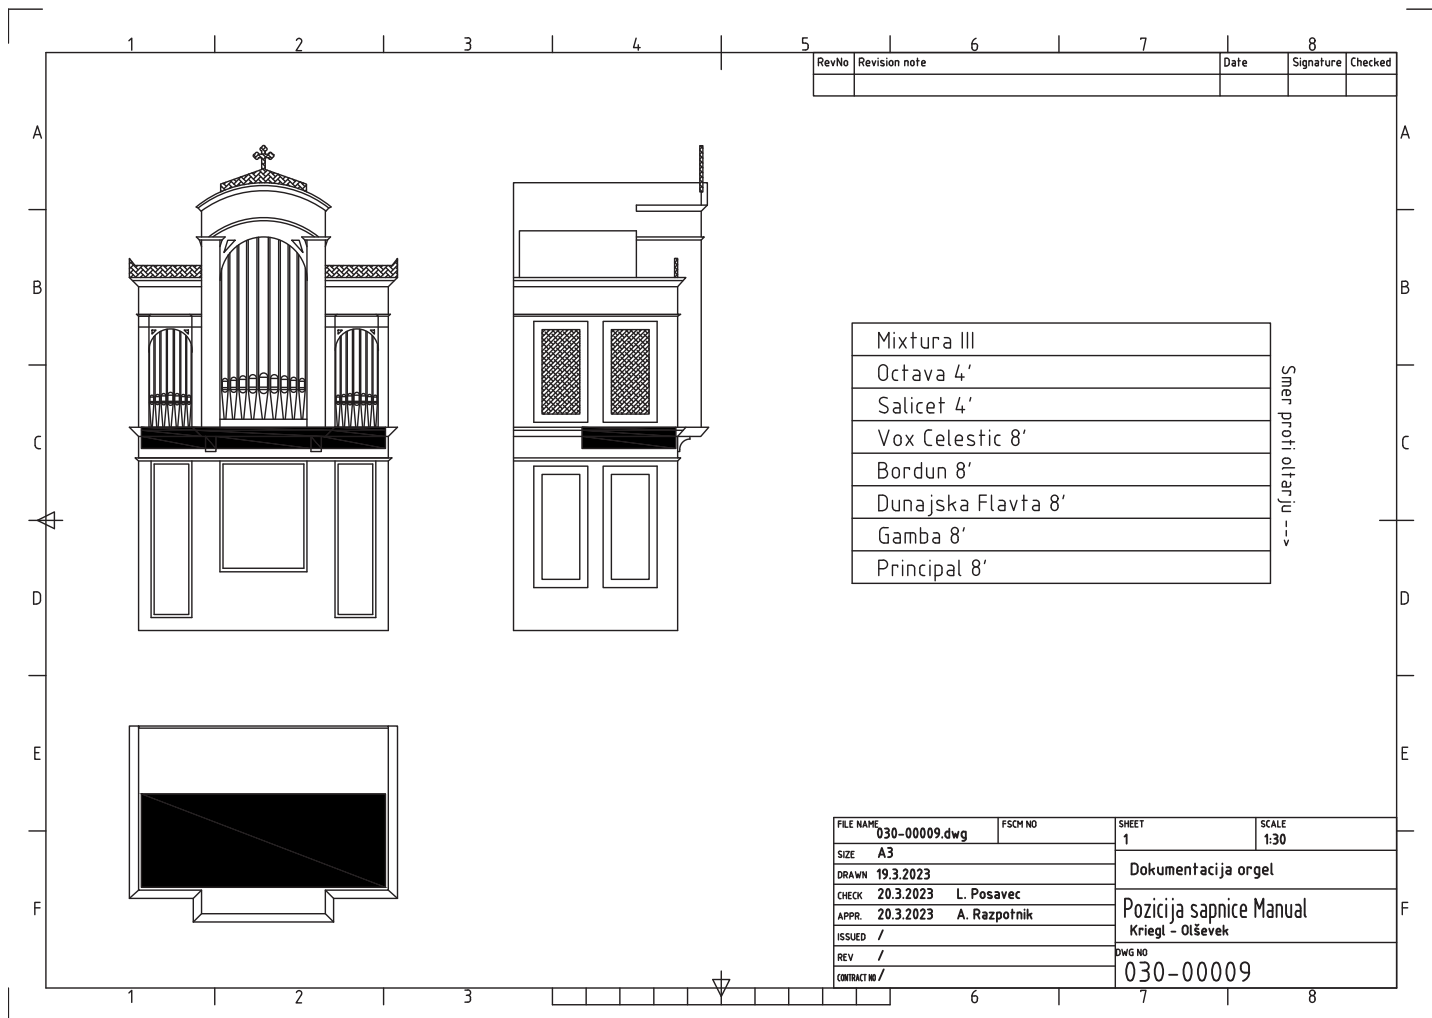 1 2 3 4 5 6 7 8
RevNo Revision note Date Signature Checked
A A
B B
C C
D D
E E
F F
Mixtura III
Octava 4'
Salicet 4'
Vox Celestic 8'
Bordun 8'
Dunajska Flavta 8'
Gamba 8'
Principal 8'
Smer proti oltarju -->
FILE NAME 030-00009.dwg FSCM NO SHEET 1 SCALE 1:30
SIZE A3
DRAWN 19.3.2023
CHECK 20.3.2023 L. Posavec
APPR. 20.3.2023 A. Razpotnik
ISSUED /
REV /
CONTRACT NO /
Dokumentacija orgel
Pozicija sapnice Manual
Kriegl - Olševek
DWG NO
030-00009
1 2 3 6 7 8